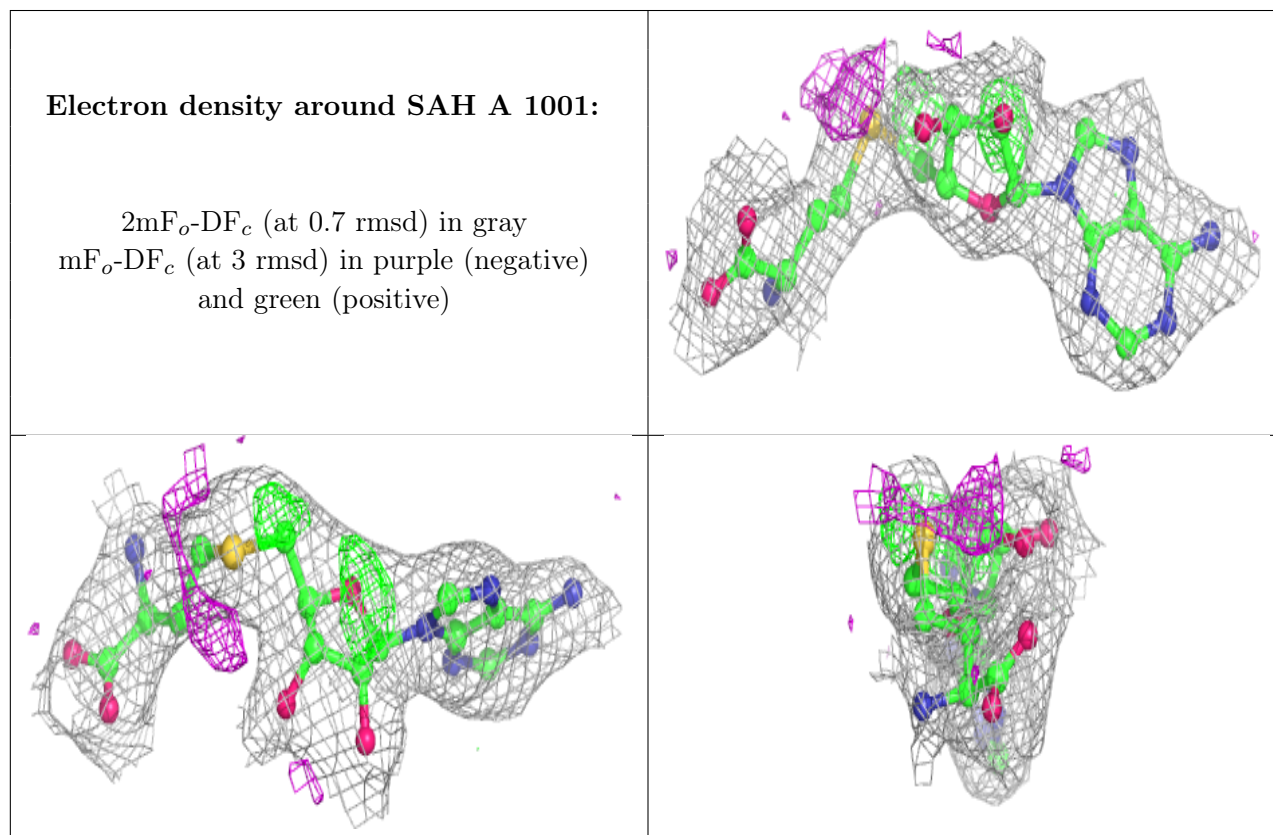 Electron density around SAH A 1001:
2mFo-DFc (at 0.7 rmsd) in gray
mFo-DFc (at 3 rmsd) in purple (negative)
and green (positive)